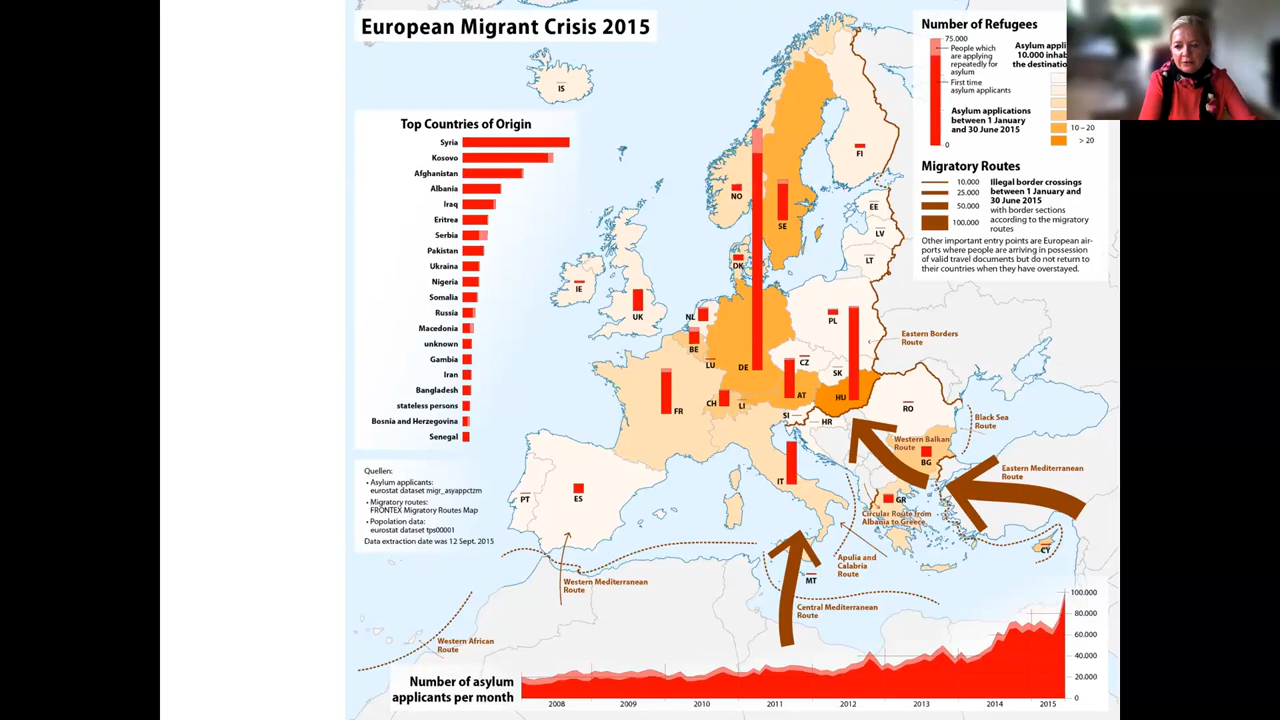 European Migrant Crisis 2015
Number of Refugees
75.000
People which
are applying
repeatedly for
asylum
First time
asylum applicants
Asylum applications
between 1 January
and 30 June 2015
0
Asylum appli
10.000 inhab
the destinatio
10 – 20
> 20
Migratory Routes
10.000
25.000
50.000
100.000
Illegal border crossings
between 1 January and
30 June 2015
with border sections
according to the migratory
routes
Other important entry points are European air-
ports where people are arriving in possession
of valid travel documents but do not return to
their countries when they have overstayed.
Top Countries of Origin
Syria
Kosovo
Afghanistan
Albania
Iraq
Eritrea
Serbia
Pakistan
Ukraina
Nigeria
Somalia
Russia
Macedonia
unknown
Gambia
Iran
Bangladesh
stateless persons
Bosnia and Herzegovina
Senegal
Quellen:
• Asylum applicants:
eurostat dataset migr_asyappctzm
• Migratory routes:
FRONTEX Migratory Routes Map
• Population data:
eurostat dataset tps00001
Data extraction date was 12 Sept. 2015
IS
NO
SE
FI
EE
LV
LT
DK
IE
UK
NL
BE
LU
DE
PL
CZ
SK
AT
HU
CH
LI
FR
SI
HR
RO
BG
IT
GR
PT
ES
MT
CY
Eastern Borders
Route
Black Sea
Route
Western Balkan
Route
Eastern Mediterranean
Route
Circular Route from
Albania to Greece
Apulia and
Calabria
Route
Western Mediterranean
Route
Central Mediterranean
Route
Western African
Route
Number of asylum
applicants per month
100.000
80.000
60.000
40.000
20.000
0
2008
2009
2010
2011
2012
2013
2014
2015